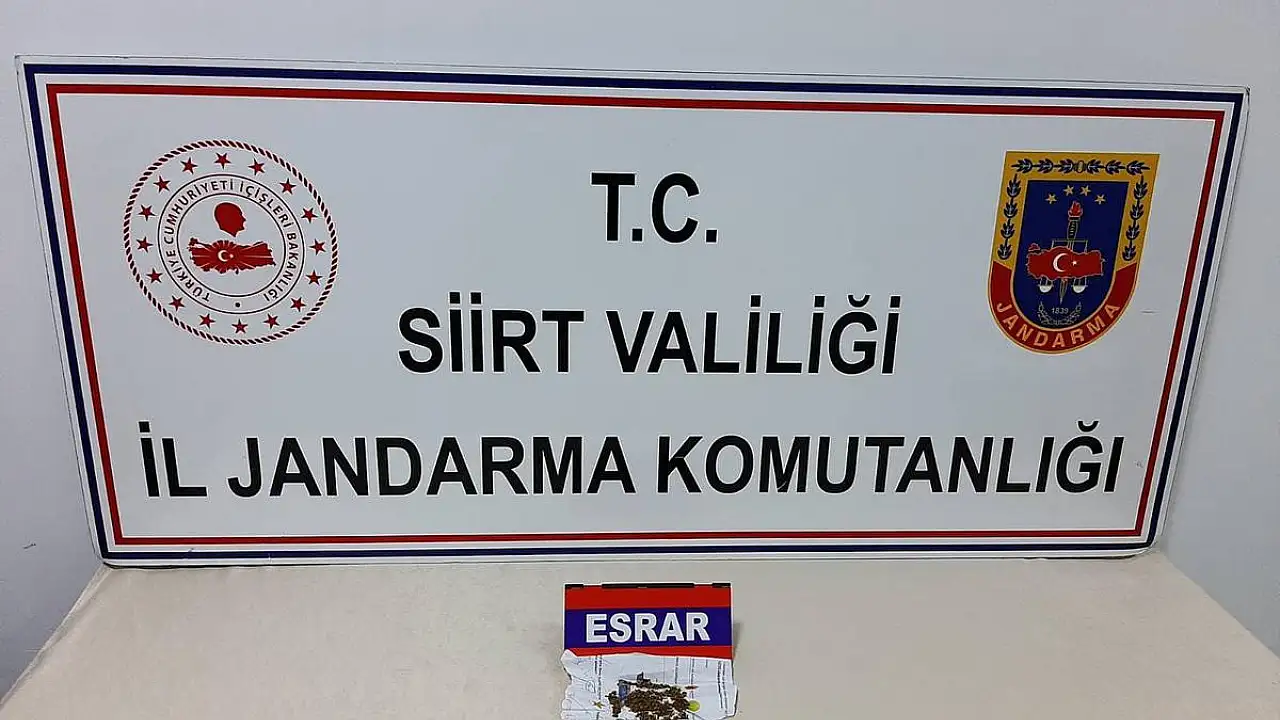 T.C.
SİİRT VALİLİĞİ
İL JANDARMA KOMUTANLIĞI
TÜRKİYE CUMHURİYETİ İÇİŞLERİ BAKANLIĞI
1839
JANDARMA
ESRAR